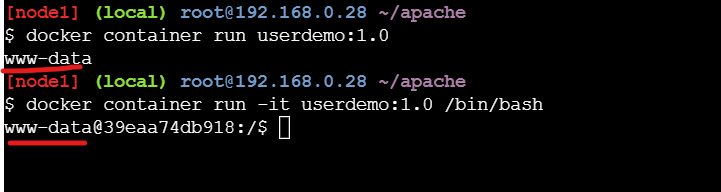 [node1] (local) root@192.168.0.28 ~/apache
$ docker container run userdemo:1.0
www-data
[node1] (local) root@192.168.0.28 ~/apache
$ docker container run -it userdemo:1.0 /bin/bash
www-data@39eaa74db918:/$